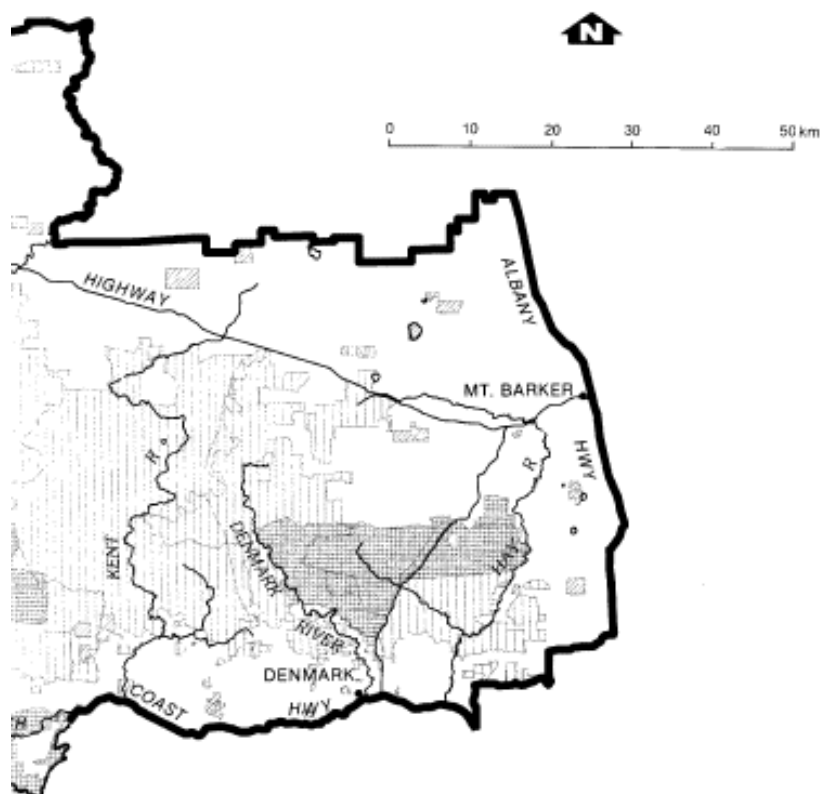 N
0 10 20 30 40 50 km
HIGHWAY
ALBANY
MT. BARKER
HWY
R
R
KENT
DENMARK
HAY
RIVER
DENMARK
COAST
HWY
H